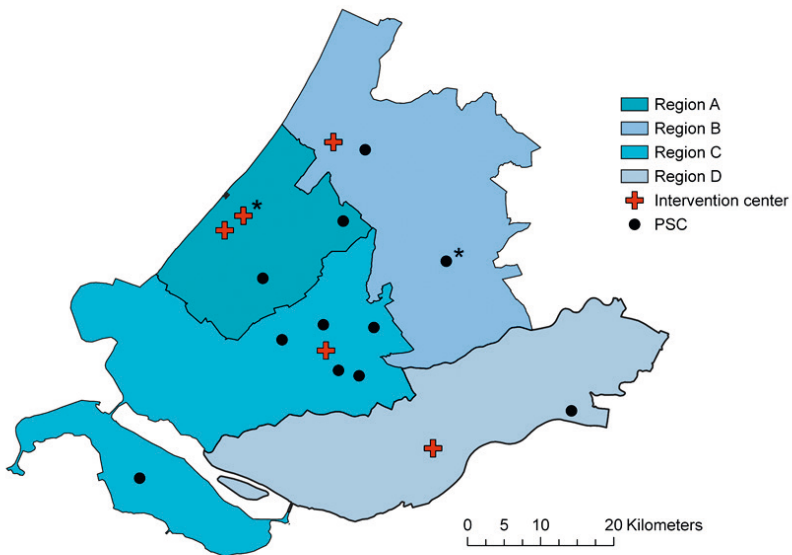 Region A
Region B
Region C
Region D
Intervention center
PSC
*
*
0 5 10 20 Kilometers